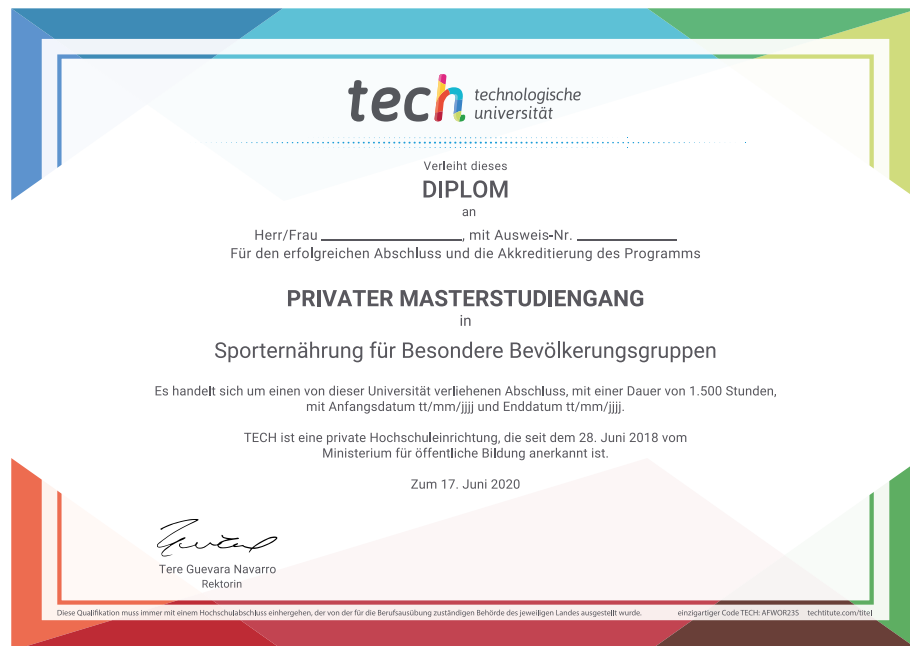 tech technologische
universität
Verleiht dieses
DIPLOM
an
Herr/Frau ____________, mit Ausweis-Nr. ____________
Für den erfolgreichen Abschluss und die Akkreditierung des Programms
PRIVATER MASTERSTUDIENGANG
in
Sporternährung für Besondere Bevölkerungsgruppen
Es handelt sich um einen von dieser Universität verliehenen Abschluss, mit einer Dauer von 1.500 Stunden,
mit Anfangsdatum tt/mm/jjjj und Enddatum tt/mm/jjjj.
TECH ist eine private Hochschuleinrichtung, die seit dem 28. Juni 2018 vom
Ministerium für öffentliche Bildung anerkannt ist.
Zum 17. Juni 2020
Tere Guevara Navarro
Rektorin
Diese Qualifikation muss immer mit einem Hochschulabschluss einhergehen, der von der für die Berufsausübung zuständigen Behörde des jeweiligen Landes ausgestellt wurde. einzigartiger Code TECH: AFWOR23S techtitute.com/titel